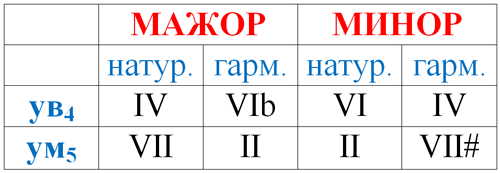 МАЖОР МИНОР
натур. гарм. натур. гарм.
ув4 IV VIb VI IV
ум5 VII II II VII#